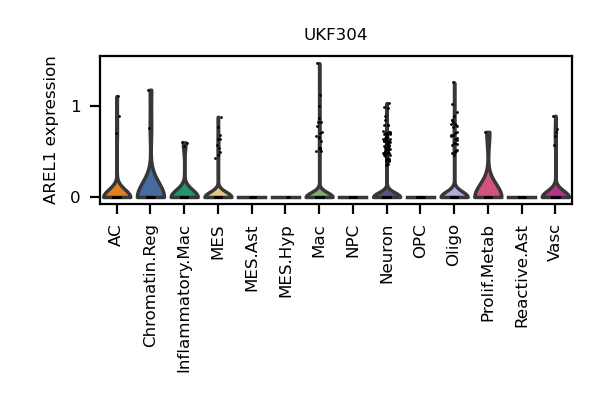 UKF304
AREL1 expression
1
0
AC
Chromatin.Reg
Inflammatory.Mac
MES
MES.Ast
MES.Hyp
Mac
NPC
Neuron
OPC
Oligo
Prolif.Metab
Reactive.Ast
Vasc